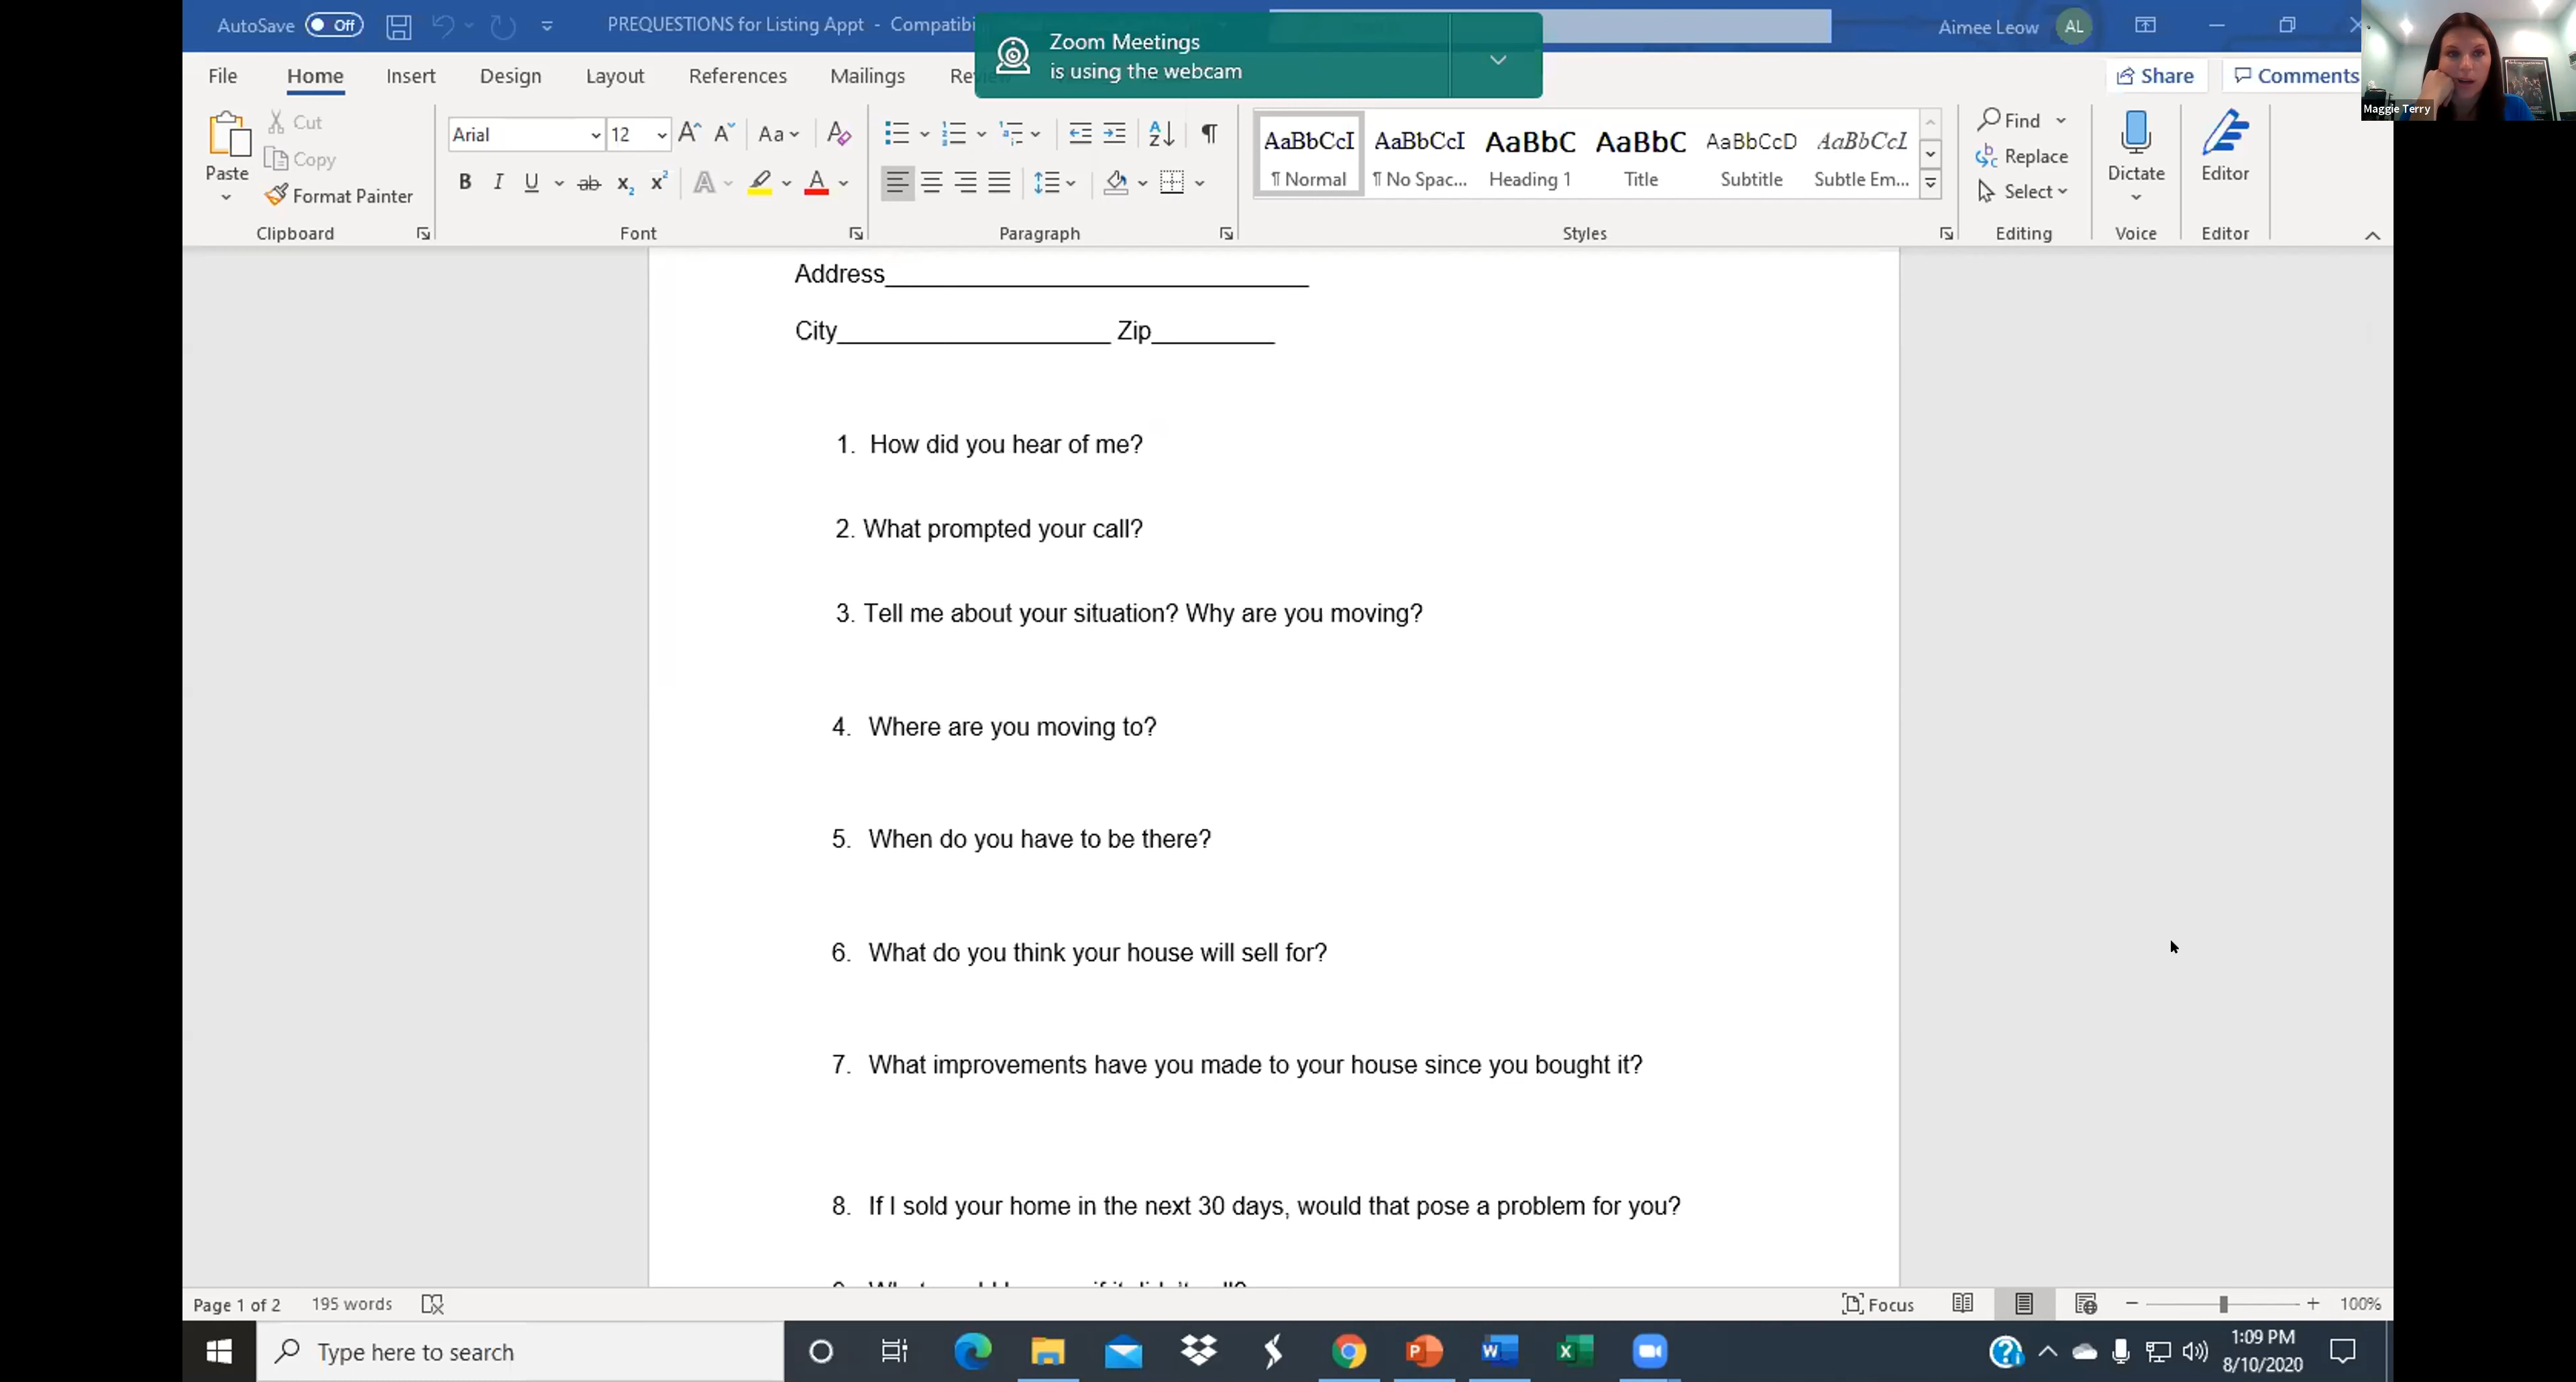 AutoSave Off PREQUESTIONS for Listing Appt - Compatibi Aimee Leow AL
Zoom Meetings
is using the webcam
Maggie Terry
File Home Insert Design Layout References Mailings Re Share Comments
Paste Cut Copy Format Painter
Arial 12
B I U ab x2 x2 A A
AaBbCcI AaBbCcI AaBbC AaBbC AaBbCcD AaBbCcI
¶ Normal ¶ No Spac... Heading 1 Title Subtitle Subtle Em...
Find
Replace
Select
Dictate Editor
Clipboard Font Paragraph Styles Editing Voice Editor
Address______________________________
City____________________ Zip_________
1. How did you hear of me?
2. What prompted your call?
3. Tell me about your situation? Why are you moving?
4. Where are you moving to?
5. When do you have to be there?
6. What do you think your house will sell for?
7. What improvements have you made to your house since you bought it?
8. If I sold your home in the next 30 days, would that pose a problem for you?
Page 1 of 2 195 words Focus 100%
Type here to search
1:09 PM
8/10/2020